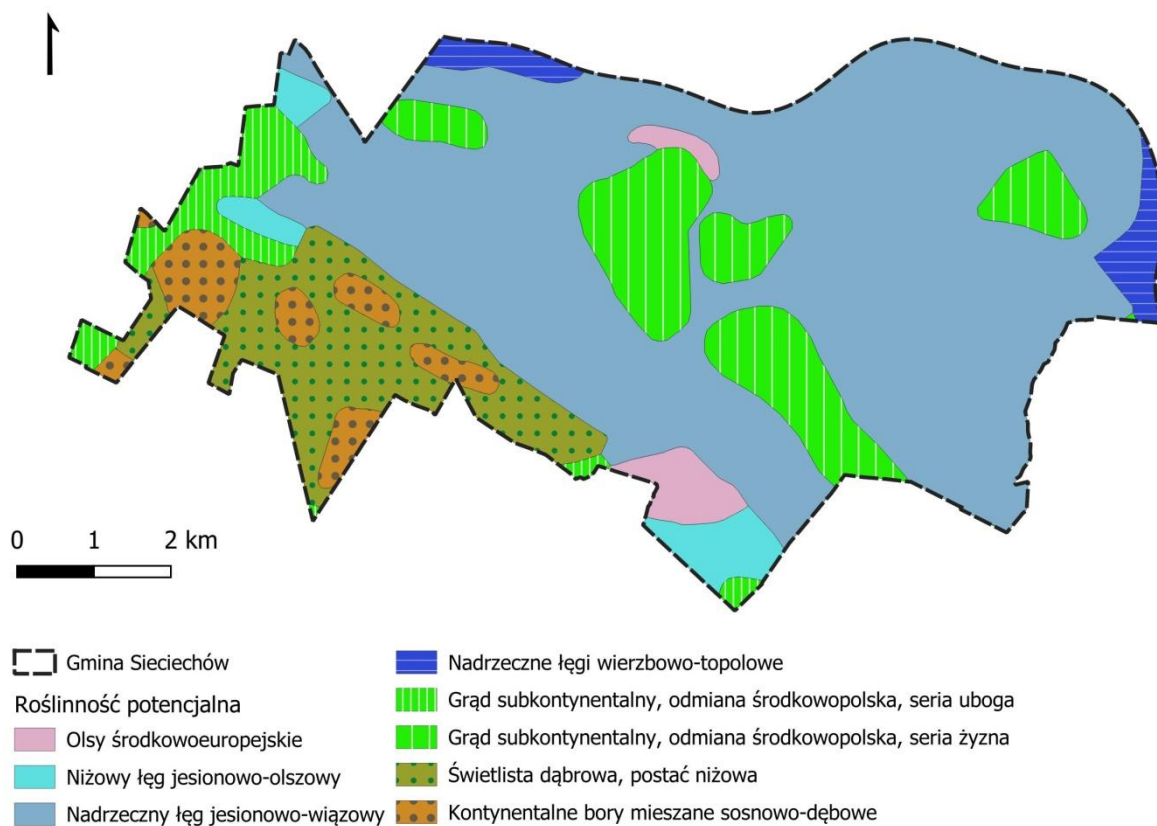 0 1 2 km
Gmina Sieciechów
Roślinność potencjalna
Olsy środkowoeuropejskie
Niżowy łęg jesionowo-olszowy
Nadrzeczny łęg jesionowo-wiązowy
Nadrzeczne łęgi wierzbowo-topolowe
Grąd subkontynentalny, odmiana środkowopolska, seria uboga
Grąd subkontynentalny, odmiana środkowopolska, seria żyzna
Świetlista dąbrowa, postać niżowa
Kontynentalne bory mieszane sosnowo-dębowe